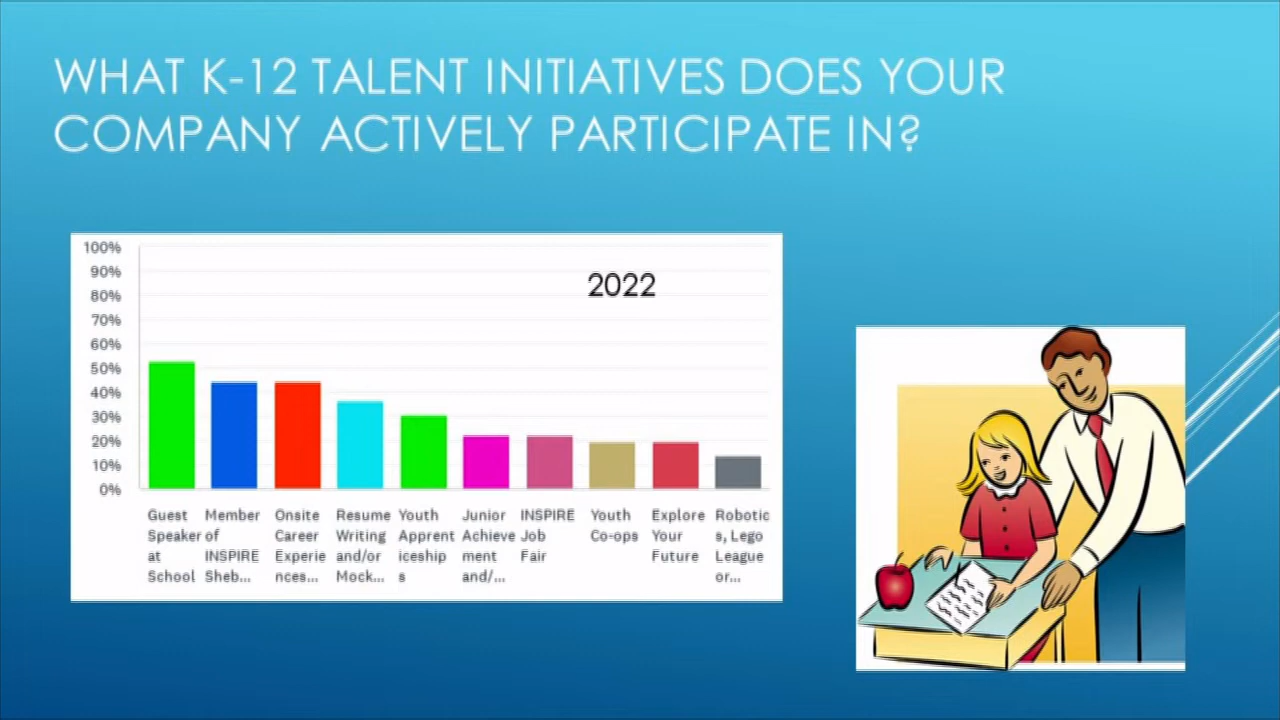 WHAT K-12 TALENT INITIATIVES DOES YOUR
COMPANY ACTIVELY PARTICIPATE IN?
2022
100%
90%
80%
70%
60%
50%
40%
30%
20%
10%
0%
Guest
Speaker
at
School
Member
of
INSPIRE
Sheb...
Onsite
Career
Experie
nces...
Resume
Writing
and/or
Mock...
Youth
Apprent
iceship
s
Junior
Achieve
ment
and/...
INSPIRE
Job
Fair
Youth
Co-ops
Explore
Your
Future
Robotic
s, Lego
League
or...